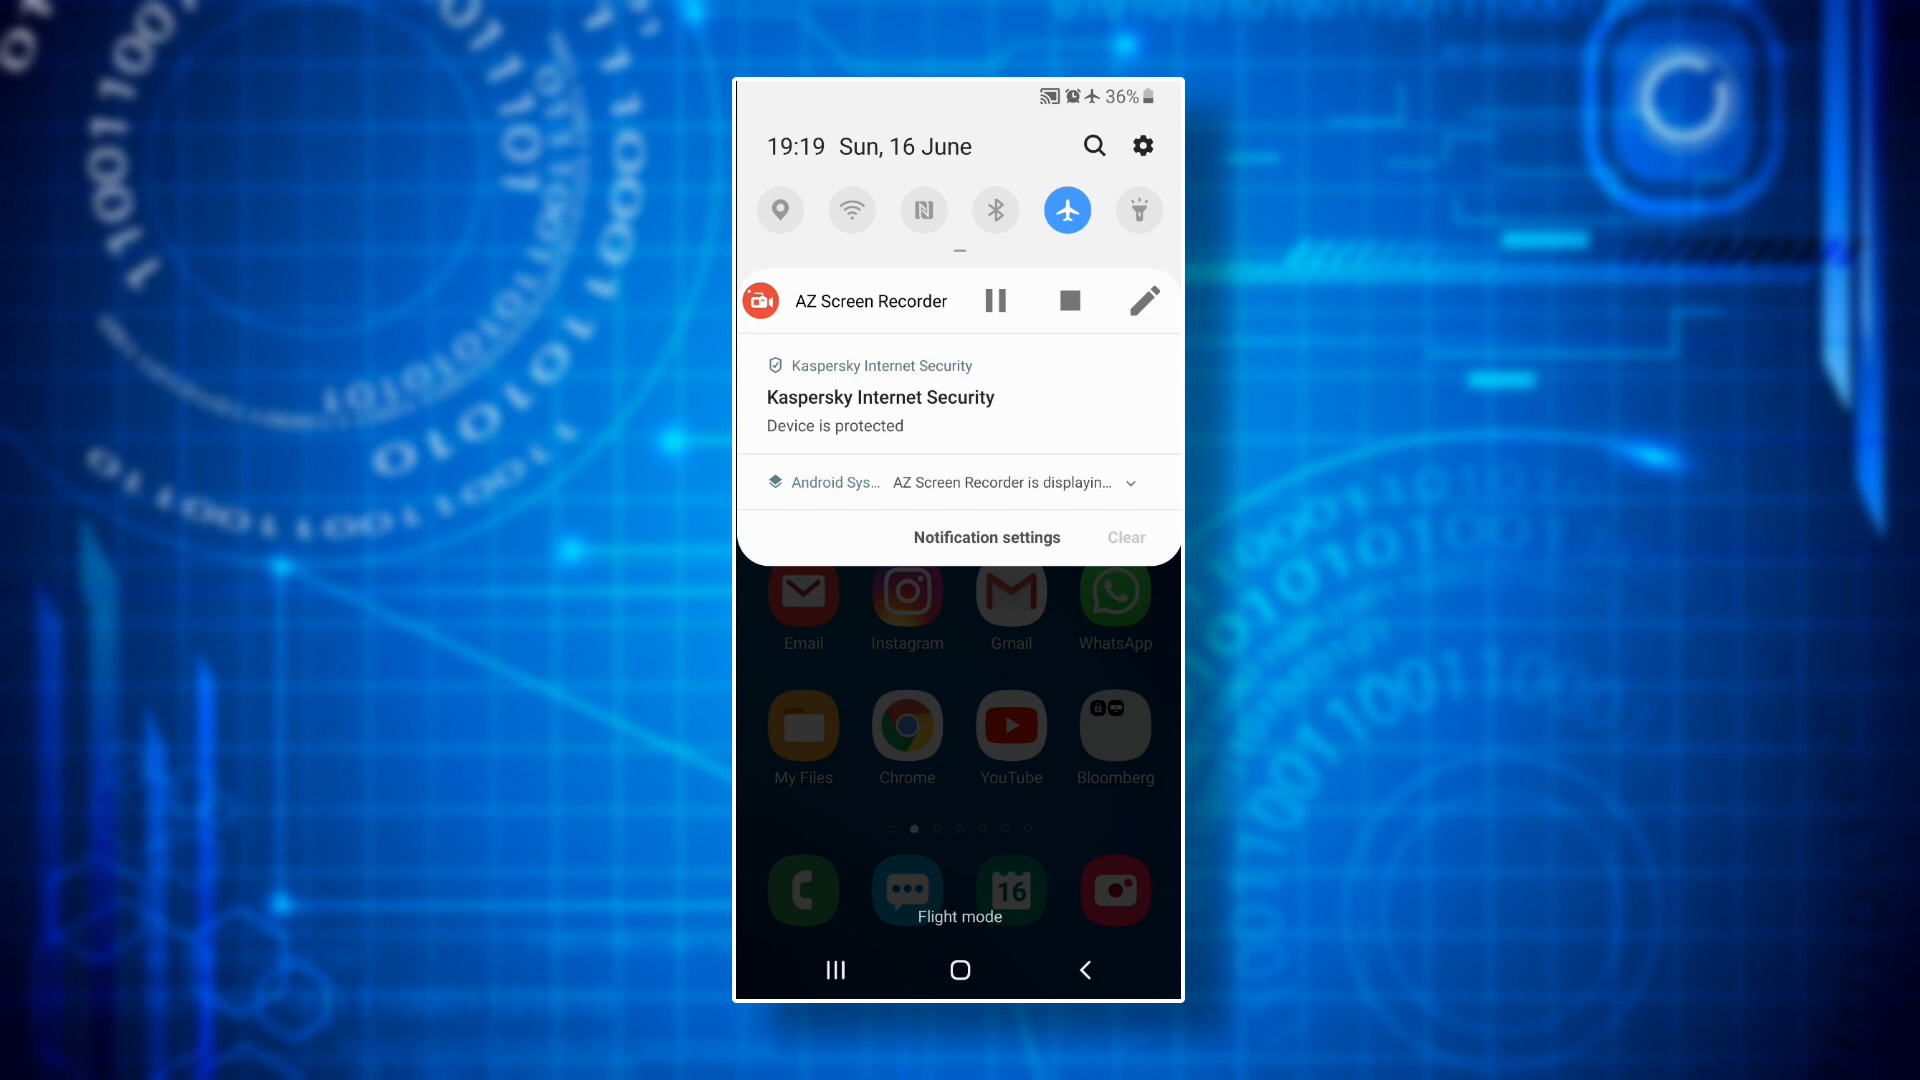 36%
19:19 Sun, 16 June
AZ Screen Recorder
Kaspersky Internet Security
Kaspersky Internet Security
Device is protected
Android Sys... AZ Screen Recorder is displayin...
Notification settings Clear
Email Instagram Gmail WhatsApp
My Files Chrome YouTube Bloomberg
16
Flight mode